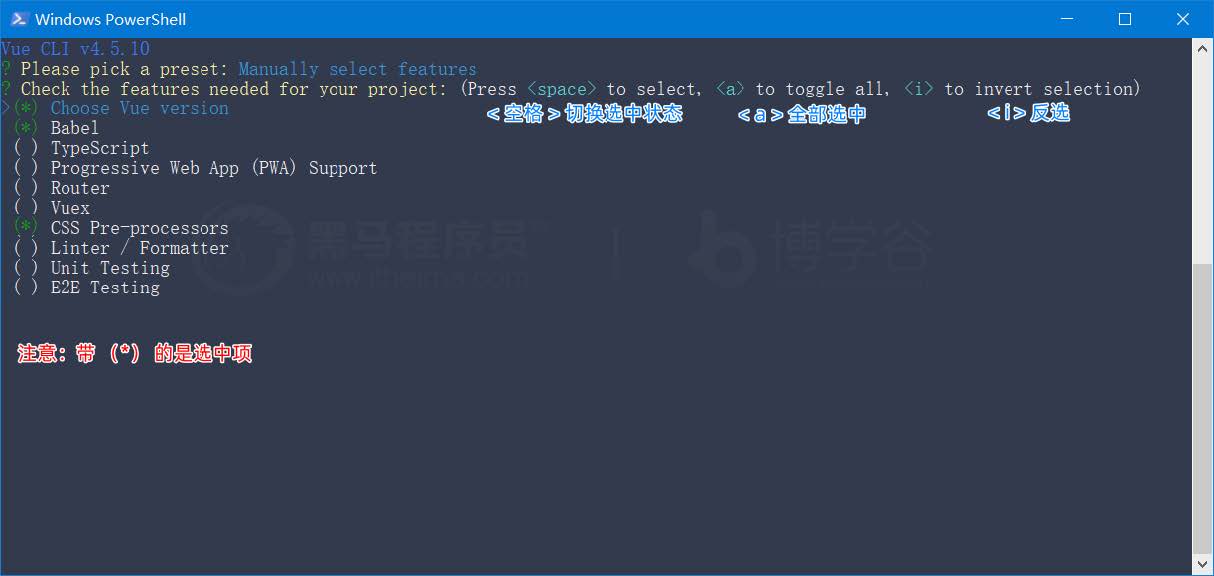 Windows PowerShell
Vue CLI v4.5.10
? Please pick a preset: Manually select features
? Check the features needed for your project: (Press <space> to select, <a> to toggle all, <i> to invert selection)
>(*) Choose Vue version
<空格>切换选中状态 <a>全部选中 <i>反选
(*) Babel
( ) TypeScript
( ) Progressive Web App (PWA) Support
( ) Router
( ) Vuex
(*) CSS Pre-processors
( ) Linter / Formatter
( ) Unit Testing
( ) E2E Testing
黑马程序员 | 博学谷
www.itheima.com
注意：带 (*) 的是选中项